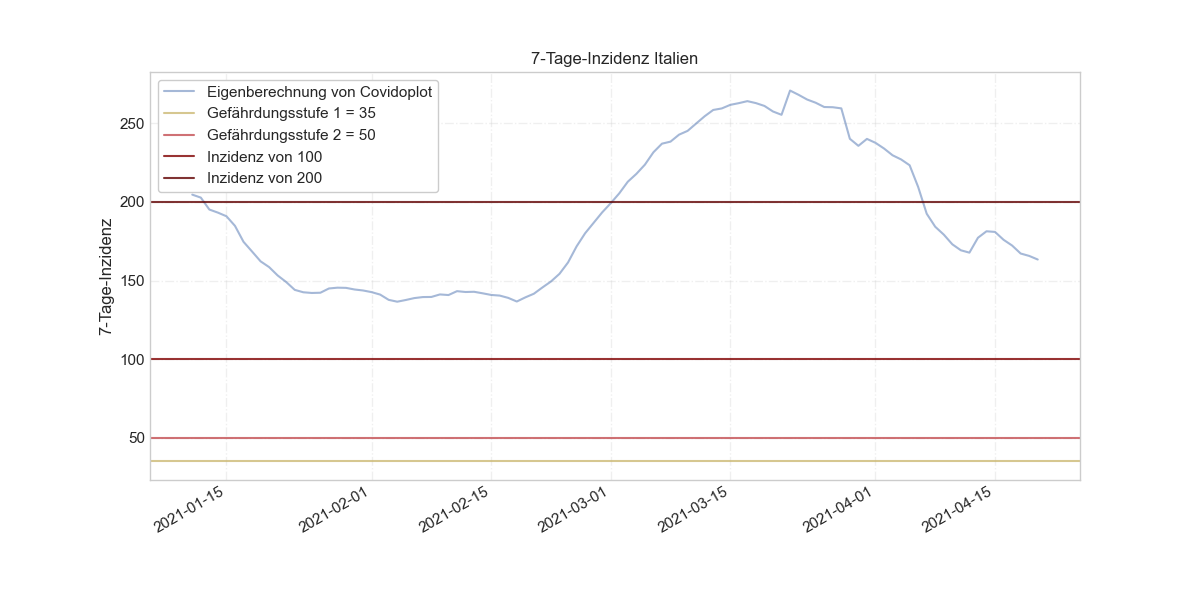 7-Tage-Inzidenz Italien
Eigenberechnung von Covidoplot
Gefährdungsstufe 1 = 35
Gefährdungsstufe 2 = 50
Inzidenz von 100
Inzidenz von 200
7-Tage-Inzidenz
250
200
150
100
50
2021-01-15
2021-02-01
2021-02-15
2021-03-01
2021-03-15
2021-04-01
2021-04-15